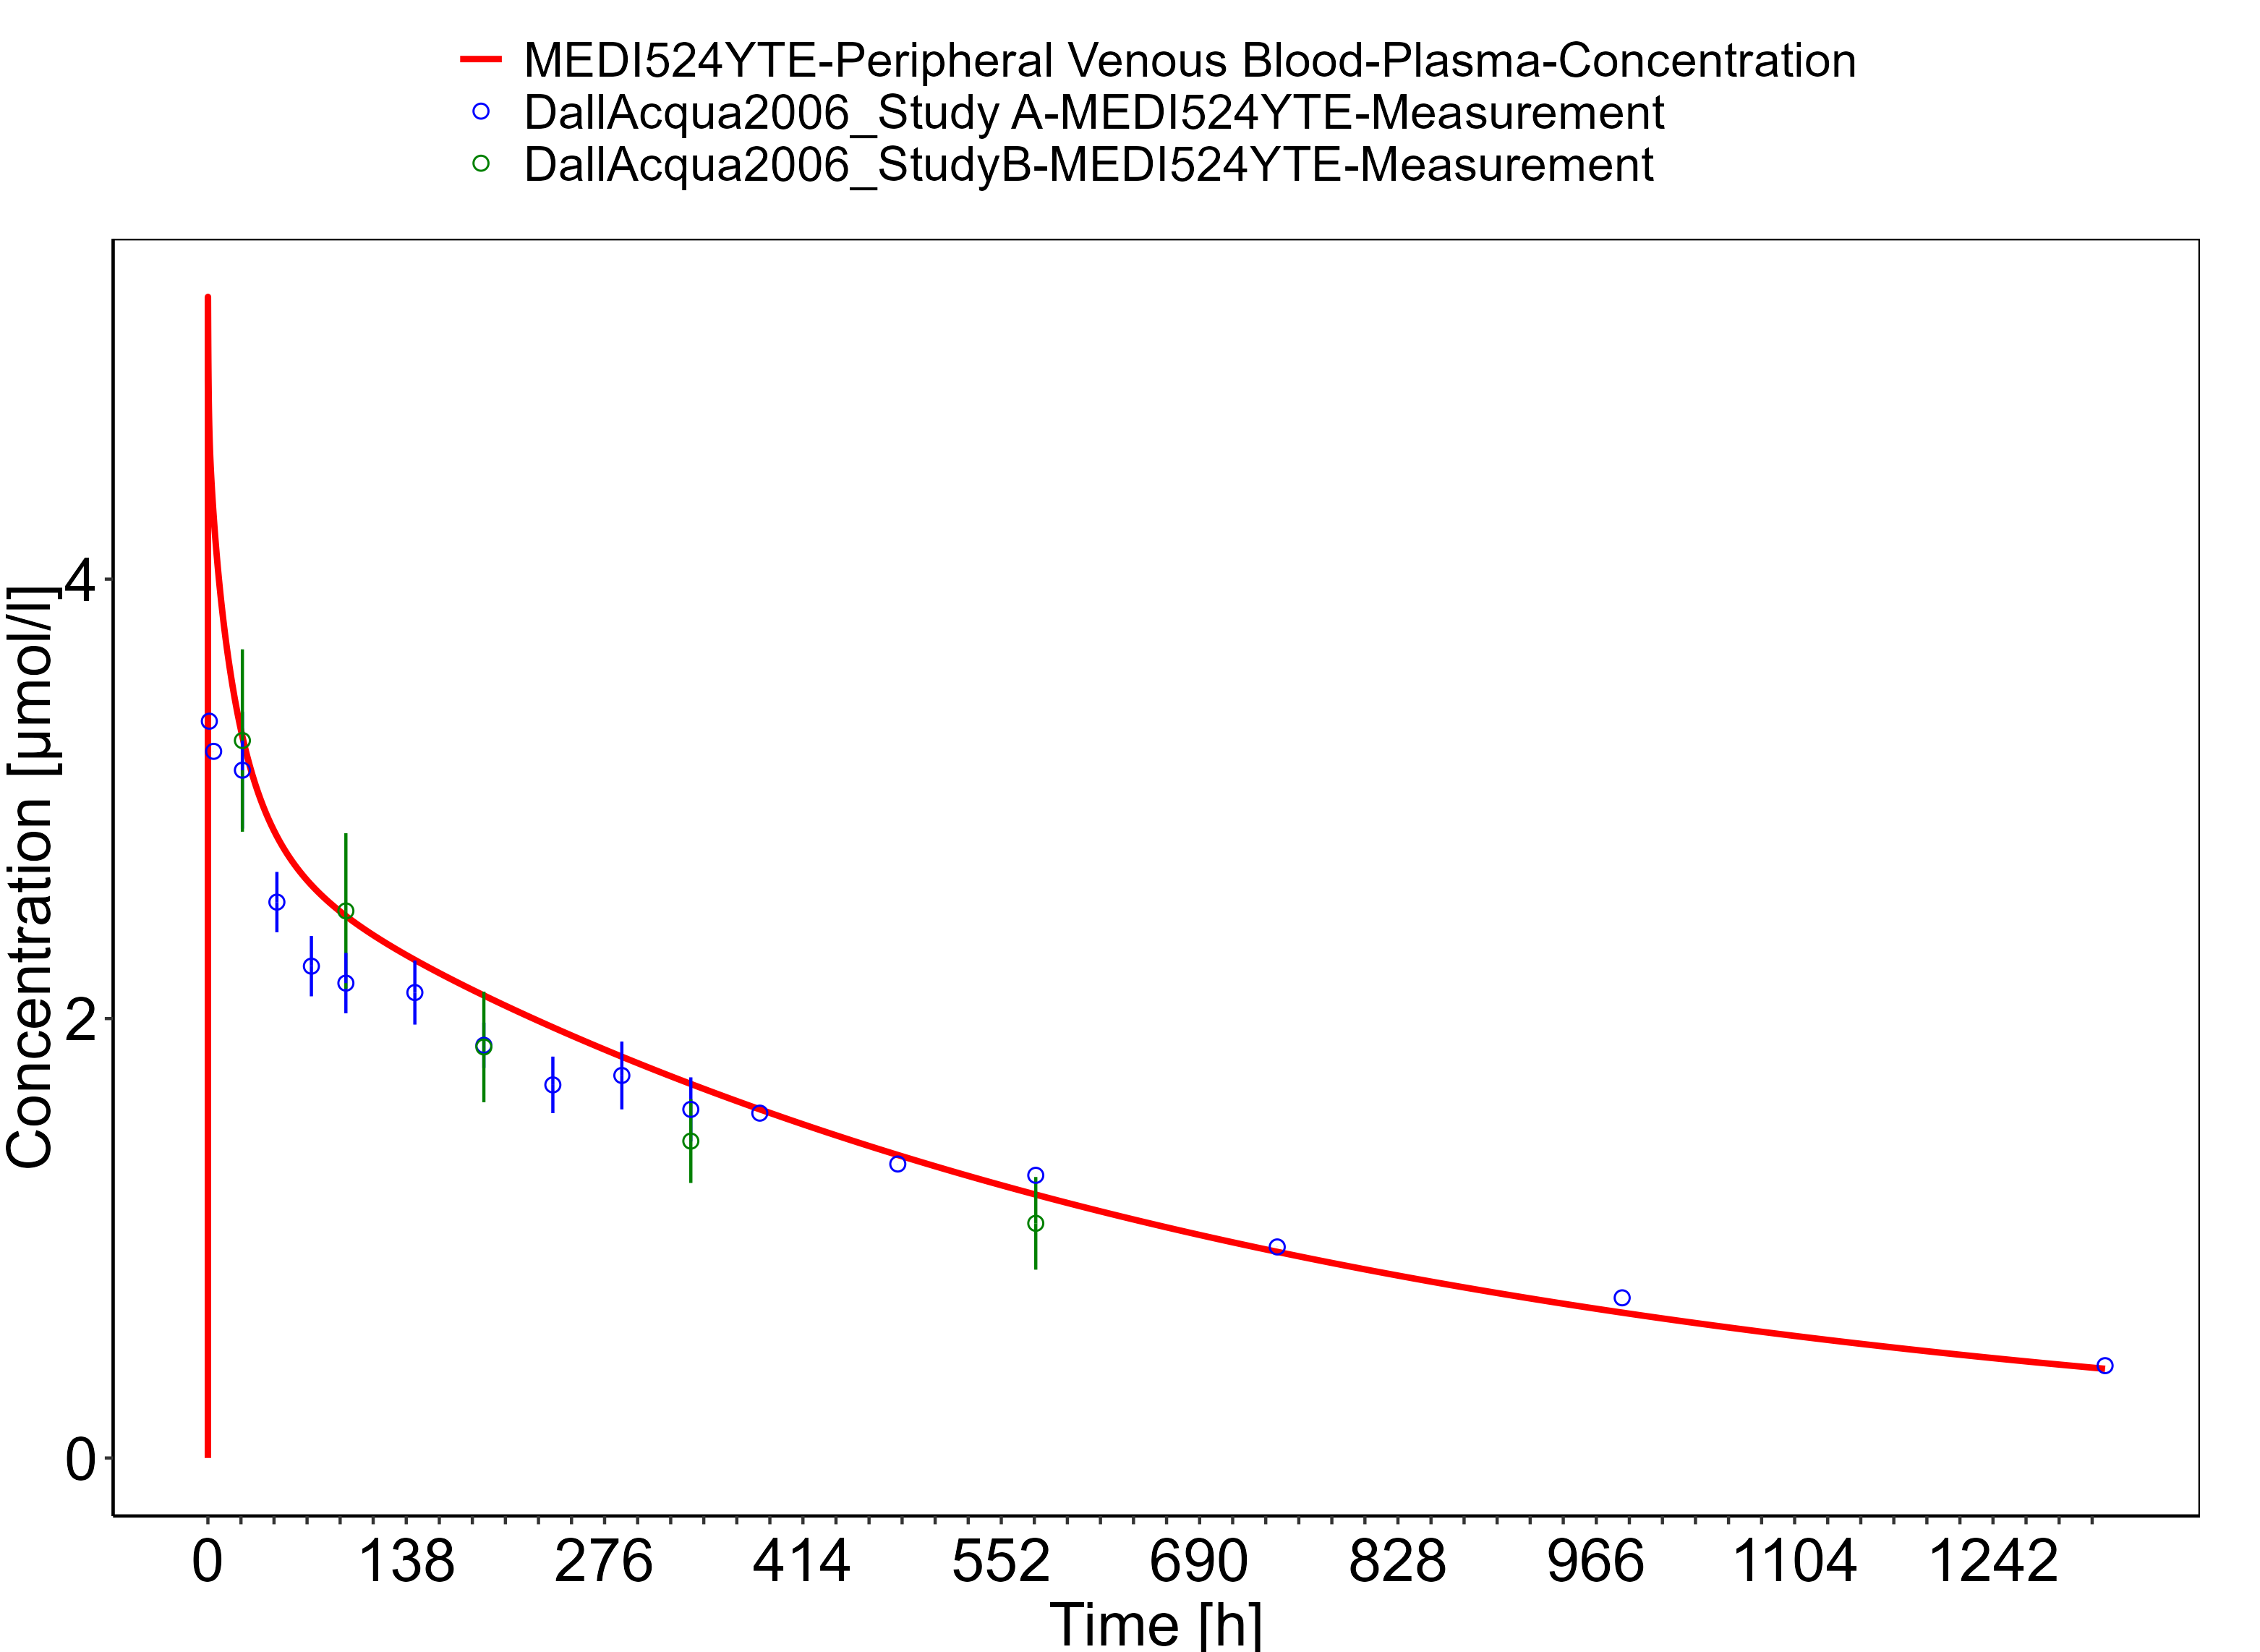 MEDI524YTE-Peripheral Venous Blood-Plasma-Concentration
DallAcqua2006_Study A-MEDI524YTE-Measurement
DallAcqua2006_StudyB-MEDI524YTE-Measurement
Concentration [µmol/l]
4
2
0
0 138 276 414 552 690 828 966 1104 1242
Time [h]